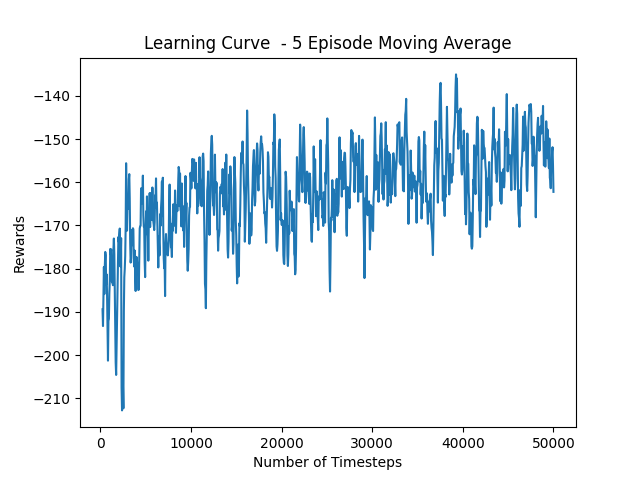 Learning Curve  - 5 Episode Moving Average
−140
−150
−160
−170
−180
−190
−200
−210
Rewards
0 10000 20000 30000 40000 50000
Number of Timesteps